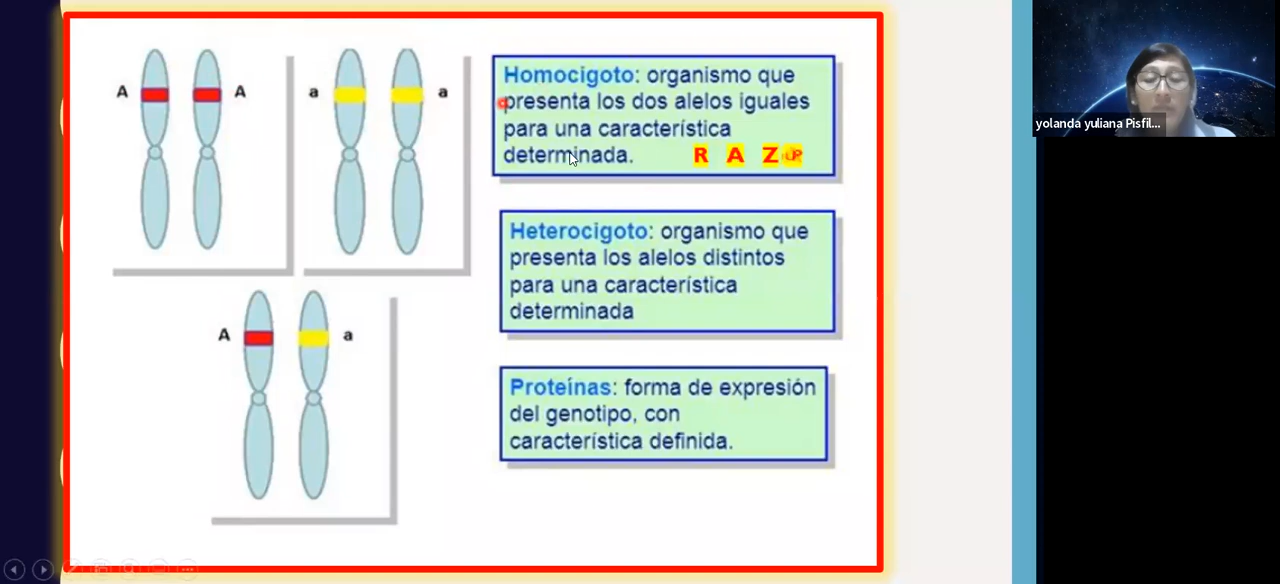 A A
a a
A a
Homocigoto: organismo que
presenta los dos alelos iguales
para una característica
determinada.
R A Z
Heterocigoto: organismo que
presenta los alelos distintos
para una característica
determinada
Proteínas: forma de expresión
del genotipo, con
característica definida.
yolanda yuliana Pisfil...